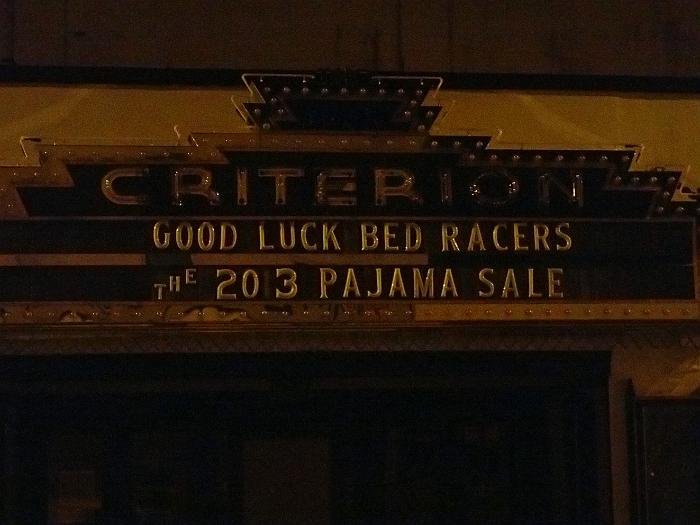 CRITERION
GOOD LUCK BED RACERS
THE 2013 PAJAMA SALE